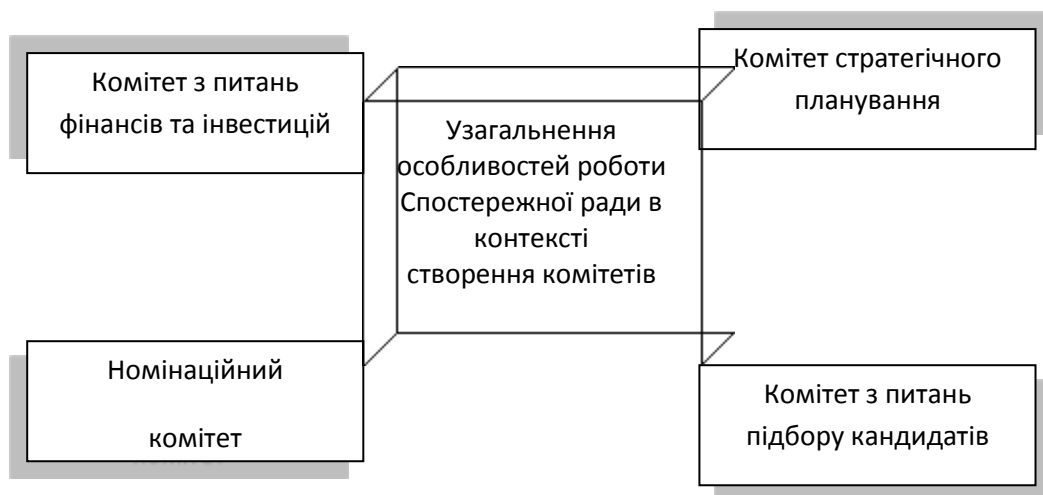 Комітет з питань
фінансів та інвестицій
Комітет стратегічного
планування
Узагальнення
особливостей роботи
Спостережної ради в
контексті
створення комітетів
Номінаційний
комітет
Комітет з питань
підбору кандидатів